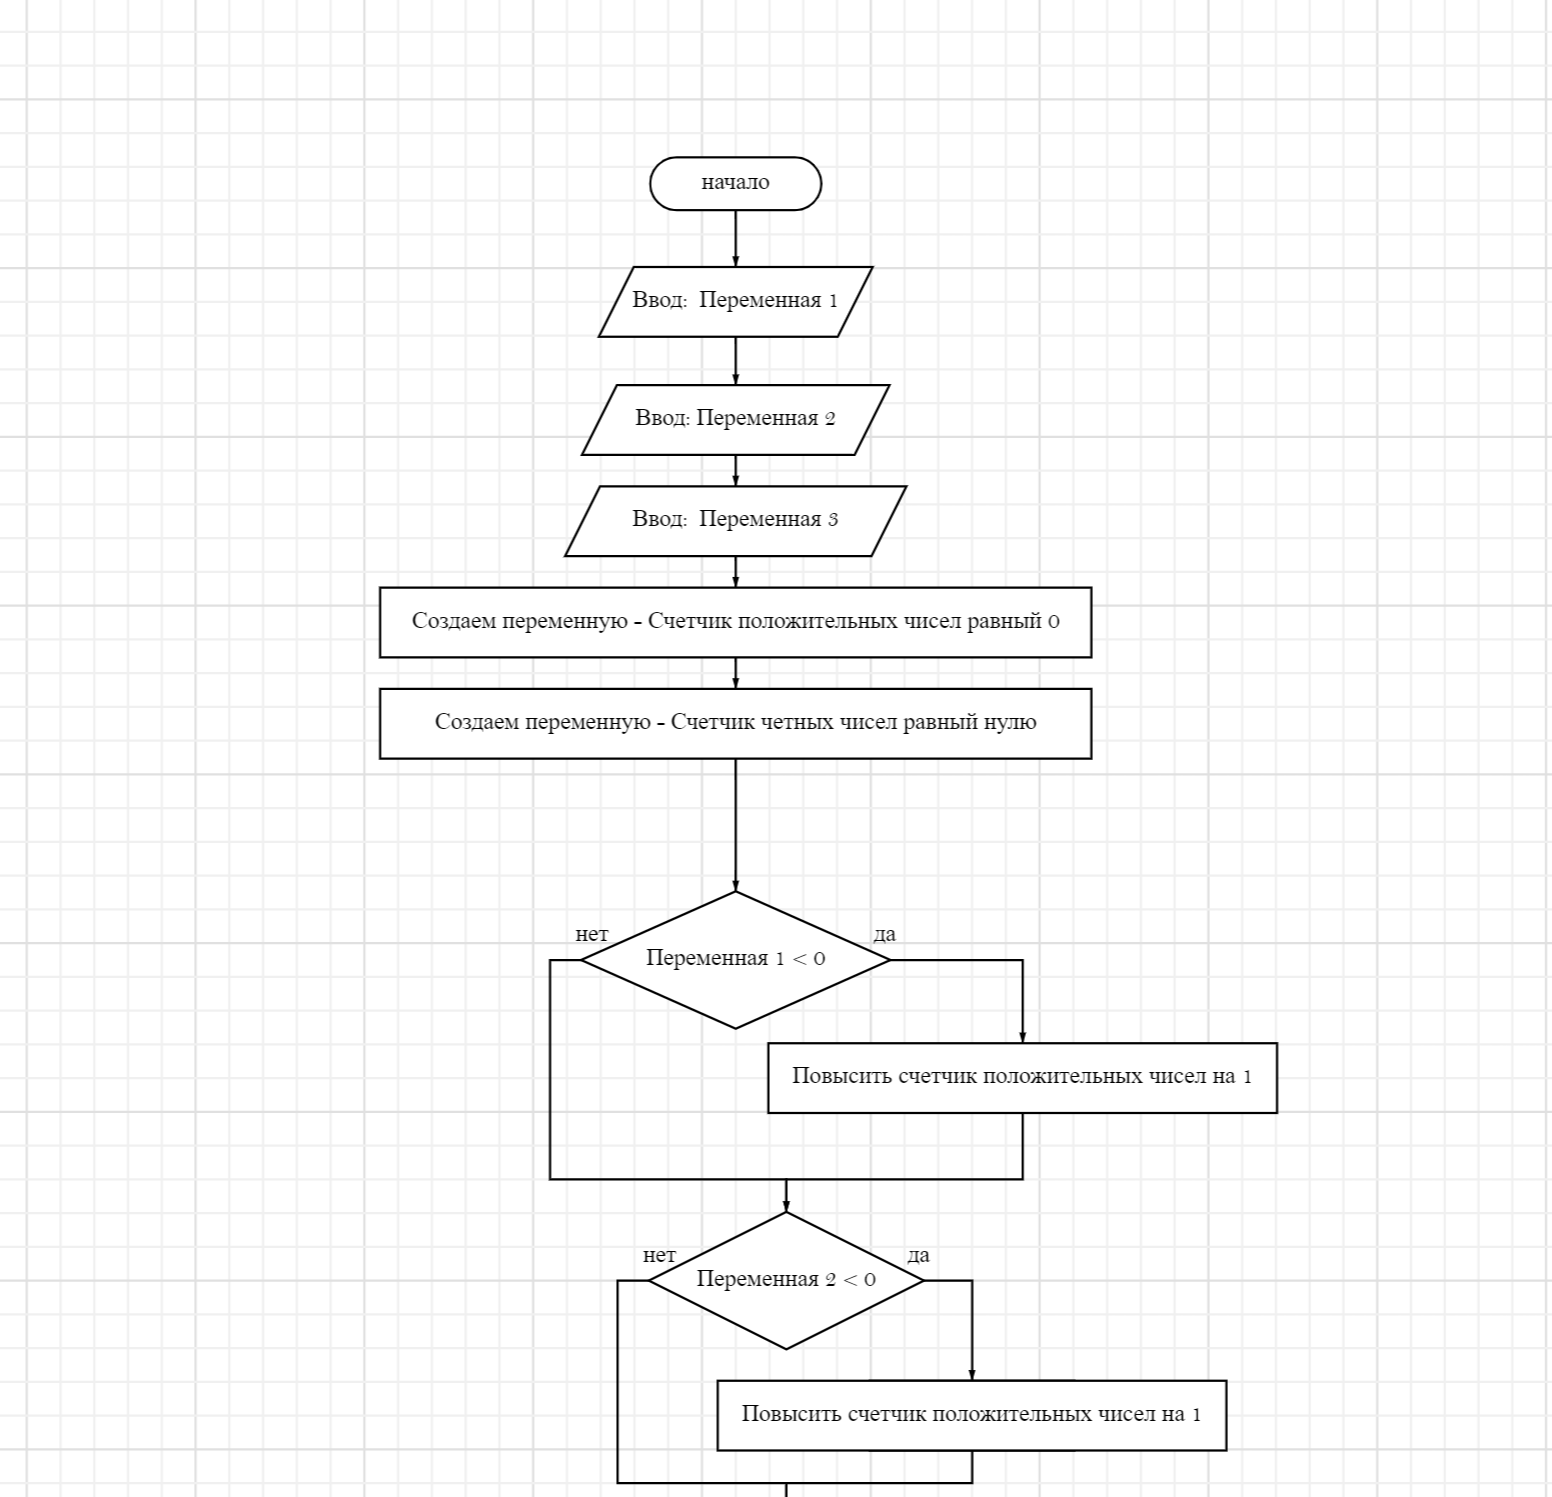 начало
Ввод: Переменная 1
Ввод: Переменная 2
Ввод: Переменная 3
Создаем переменную - Счетчик положительных чисел равный 0
Создаем переменную - Счетчик четных чисел равный нулю
нет
да
Переменная 1 < 0
Повысить счетчик положительных чисел на 1
нет
да
Переменная 2 < 0
Повысить счетчик положительных чисел на 1